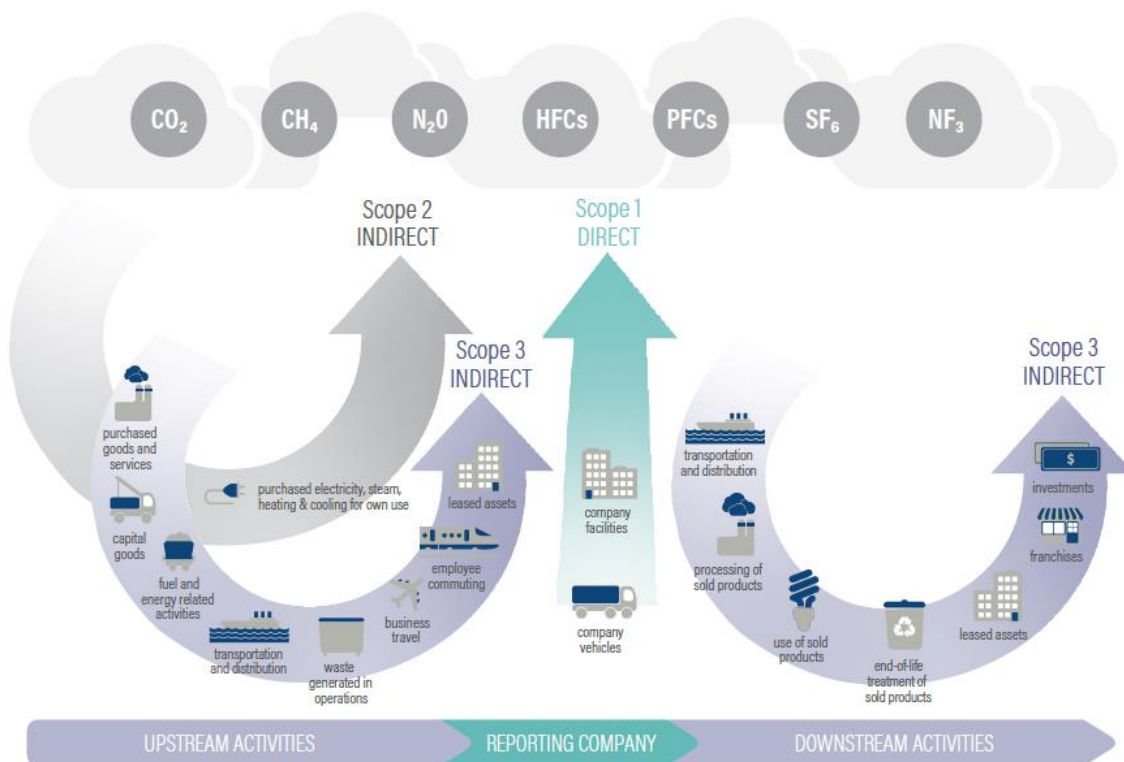 CO₂
CH₄
N₂0
HFCs
PFCs
SF₆
NF₃
Scope 2
INDIRECT
Scope 1
DIRECT
Scope 3
INDIRECT
Scope 3
INDIRECT
purchased
goods and
services
capital
goods
fuel and
energy related
activities
purchased electricity, steam,
heating & cooling for own use
transportation
and distribution
waste
generated in
operations
business
travel
employee
commuting
leased assets
company
facilities
company
vehicles
transportation
and distribution
processing of
sold products
use of sold
products
end-of-life
treatment of
sold products
leased assets
franchises
$
investments
UPSTREAM ACTIVITIES
REPORTING COMPANY
DOWNSTREAM ACTIVITIES